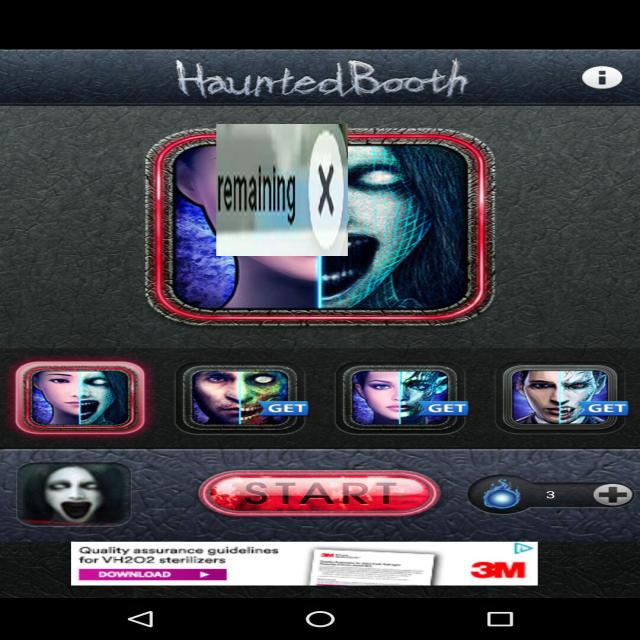 HauntedBooth
i
remaining X
GET GET GET
START
3
Quality assurance guidelines
for VH2O2 sterilizers
DOWNLOAD
3M